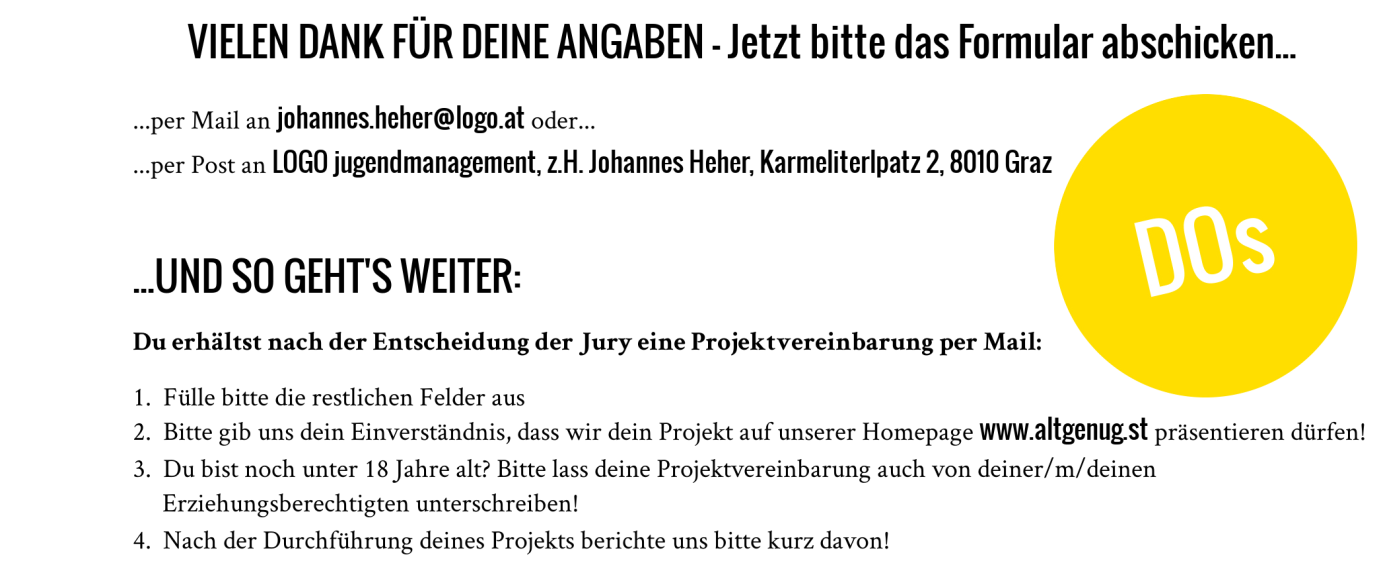 VIELEN DANK FÜR DEINE ANGABEN - Jetzt bitte das Formular abschicken...
...per Mail an johannes.heher@logo.at oder...
...per Post an LOGO jugendmanagement, z.H. Johannes Heher, Karmeliterlpatz 2, 8010 Graz
DOs
...UND SO GEHT'S WEITER:
Du erhältst nach der Entscheidung der Jury eine Projektvereinbarung per Mail:
1. Fülle bitte die restlichen Felder aus
2. Bitte gib uns dein Einverständnis, dass wir dein Projekt auf unserer Homepage www.altgenug.st präsentieren dürfen!
3. Du bist noch unter 18 Jahre alt? Bitte lass deine Projektvereinbarung auch von deiner/m/deinen
Erziehungsberechtigten unterschreiben!
4. Nach der Durchführung deines Projekts berichte uns bitte kurz davon!